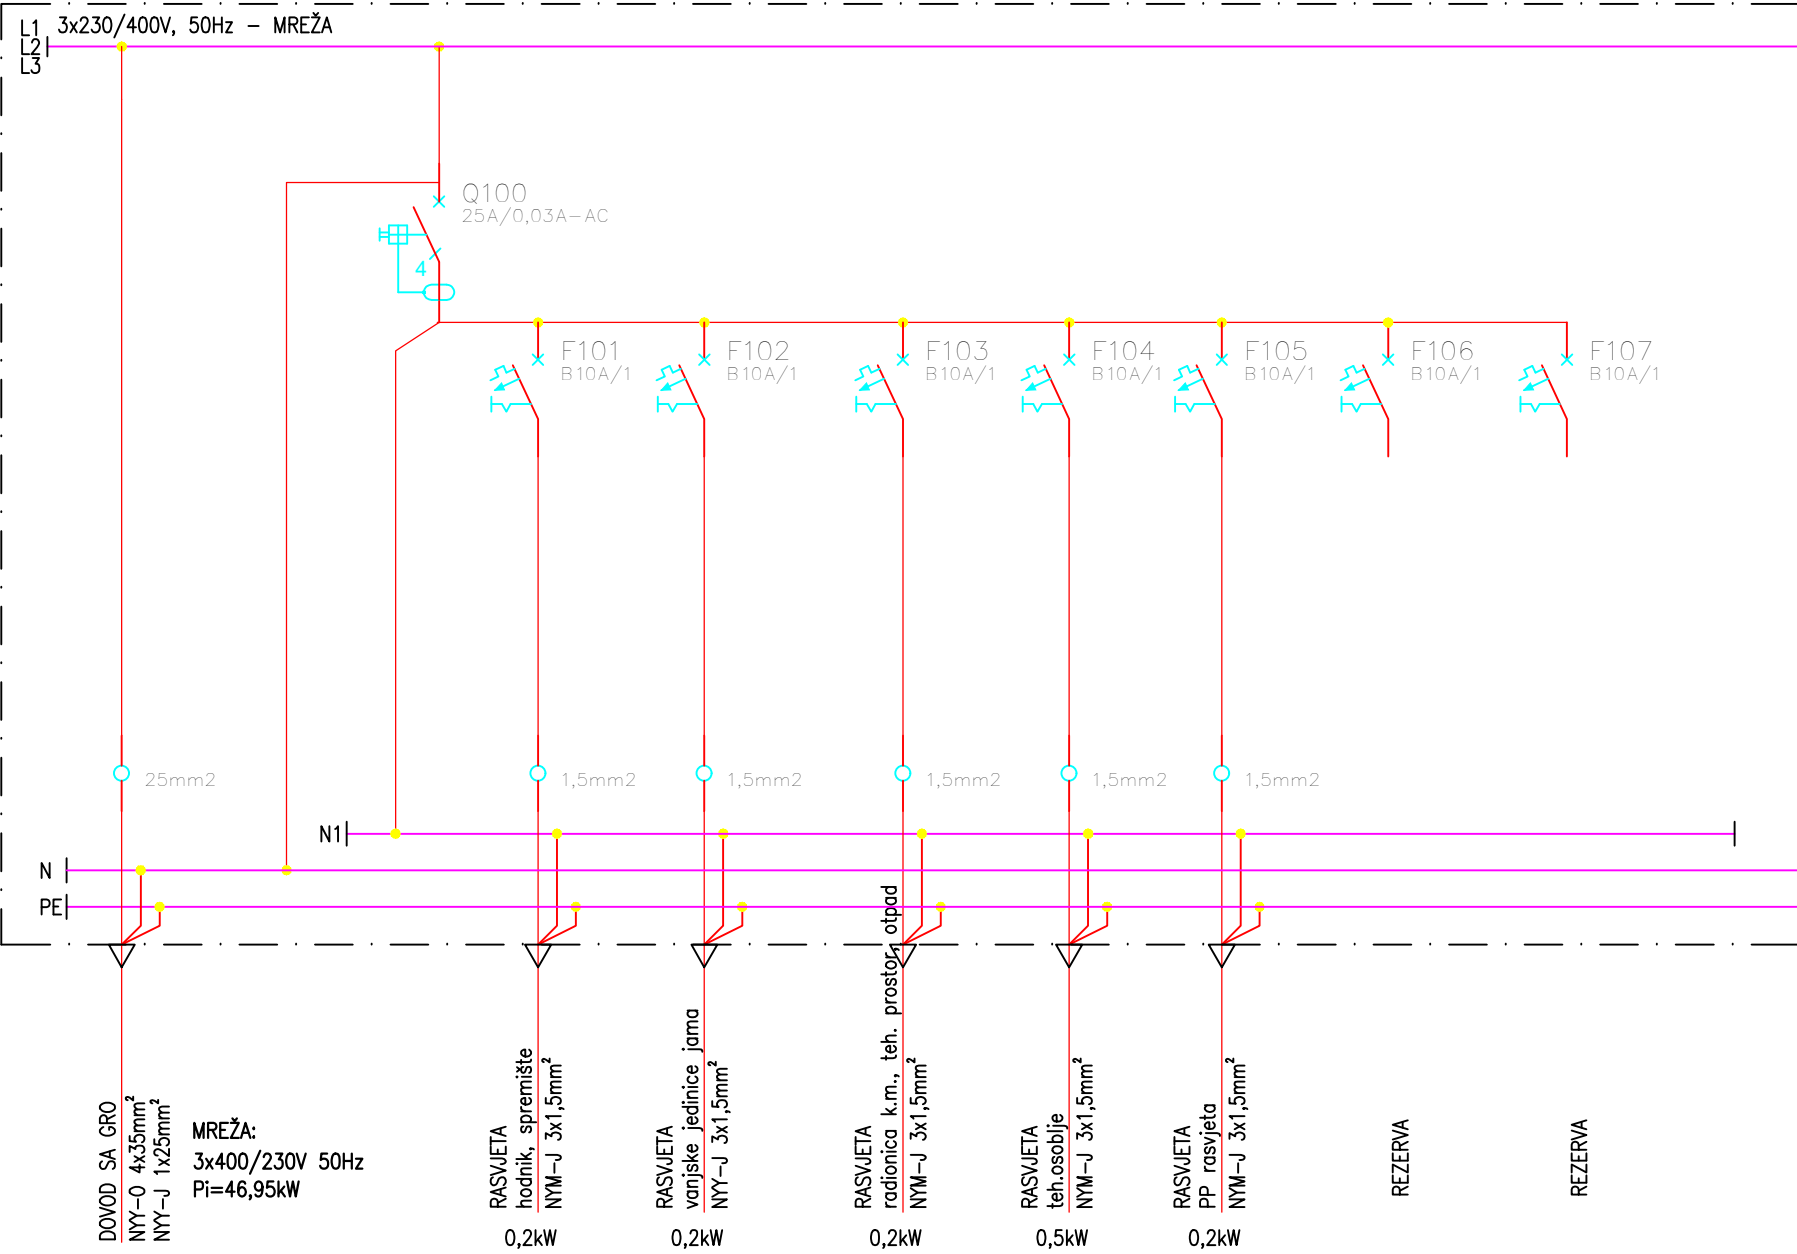 L1
3x230/400V, 50Hz – MREŽA
L2
L3
Q100
25A/0,03A–AC
4
F101
B10A/1
F102
B10A/1
F103
B10A/1
F104
B10A/1
F105
B10A/1
F106
B10A/1
F107
B10A/1
25mm2
1,5mm2
1,5mm2
1,5mm2
1,5mm2
1,5mm2
N1
N
PE
DOVOD SA GRO
NYY–O 4x35mm²
NYY–J 1x25mm²
MREŽA:
3x400/230V 50Hz
Pi=46,95kW
RASVJETA
hodnik, spremište
NYM–J 3x1,5mm²
0,2kW
RASVJETA
vanjske jedinice jama
NYY–J 3x1,5mm²
0,2kW
RASVJETA
radionica k.m., teh. prostor, otpad
NYM–J 3x1,5mm²
0,2kW
RASVJETA
teh.osoblje
NYM–J 3x1,5mm²
0,5kW
RASVJETA
PP rasvjeta
NYM–J 3x1,5mm²
0,2kW
REZERVA
REZERVA